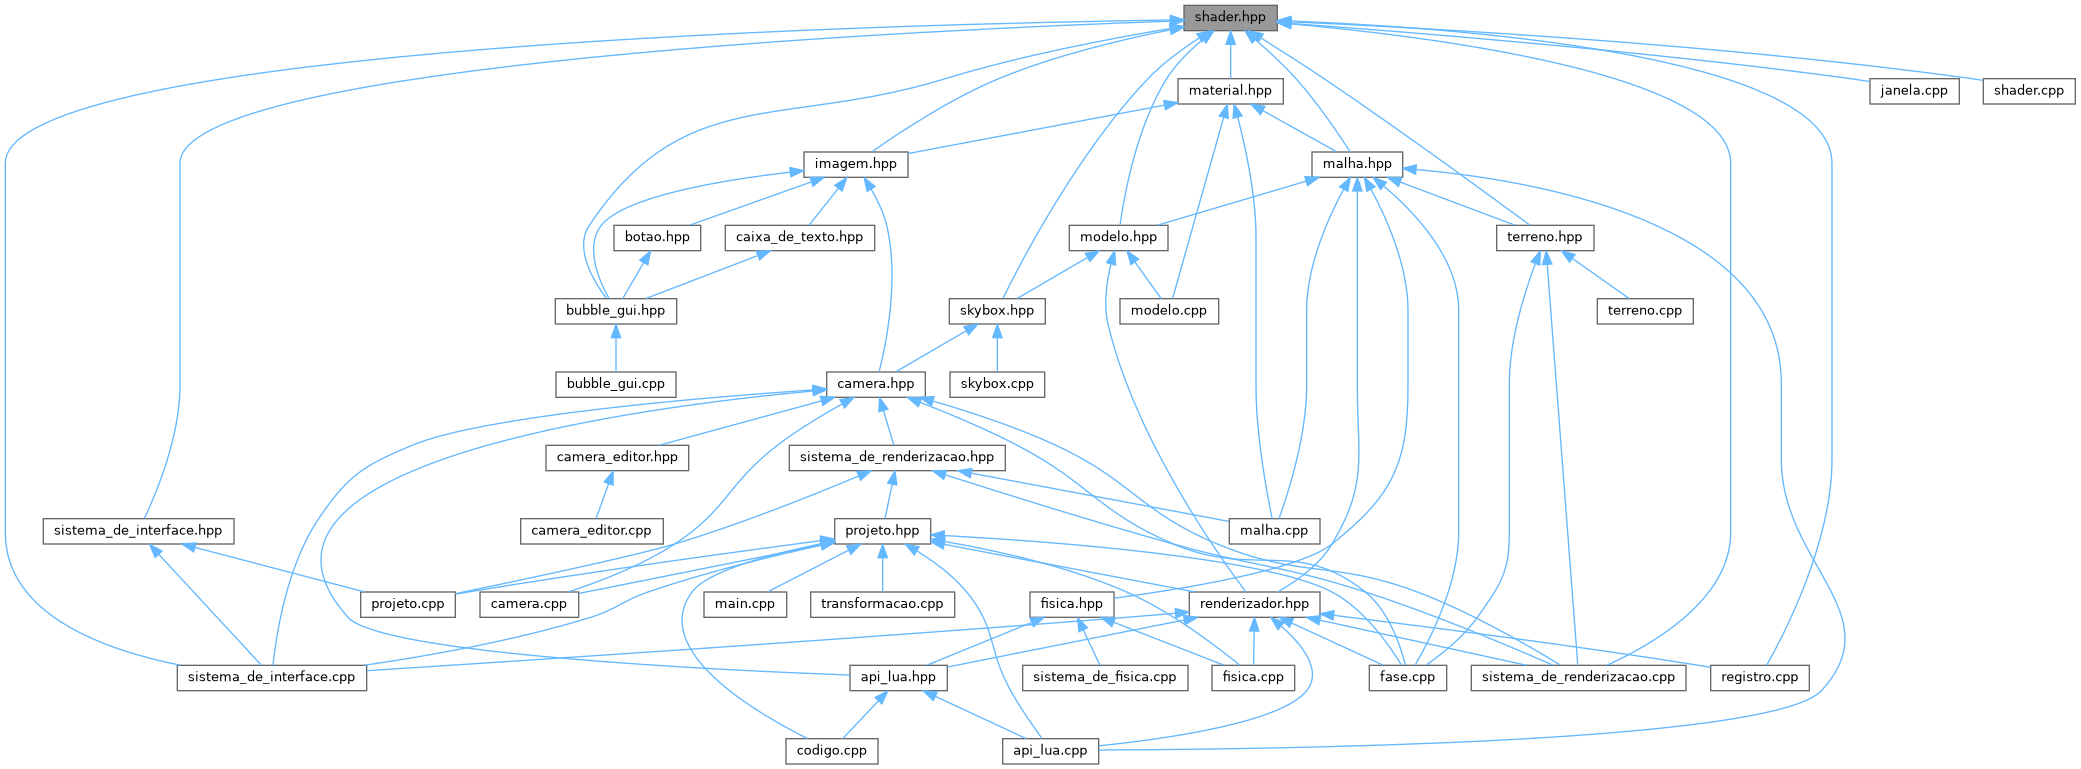 shader.hpp
material.hpp
janela.cpp
shader.cpp
imagem.hpp
malha.hpp
botao.hpp
caixa_de_texto.hpp
modelo.hpp
terreno.hpp
bubble_gui.hpp
skybox.hpp
modelo.cpp
terreno.cpp
bubble_gui.cpp
camera.hpp
skybox.cpp
camera_editor.hpp
sistema_de_renderizacao.hpp
sistema_de_interface.hpp
camera_editor.cpp
projeto.hpp
malha.cpp
projeto.cpp
camera.cpp
main.cpp
transformacao.cpp
fisica.hpp
renderizador.hpp
sistema_de_interface.cpp
api_lua.hpp
sistema_de_fisica.cpp
fisica.cpp
fase.cpp
sistema_de_renderizacao.cpp
registro.cpp
codigo.cpp
api_lua.cpp